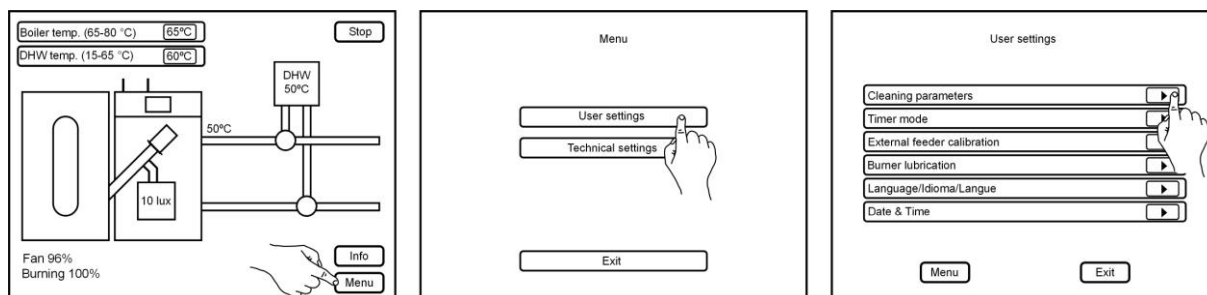 Boiler temp. (65-80 °C) 65ºC
Stop
DHW temp. (15-65 °C) 60ºC
DHW
50ºC
50ºC
10 lux
Fan 96%
Burning 100%
Info
Menu
Menu
User settings
Technical settings
Exit
User settings
Cleaning parameters
Timer mode
External feeder calibration
Burner lubrication
Language/Idioma/Langue
Date & Time
Menu Exit